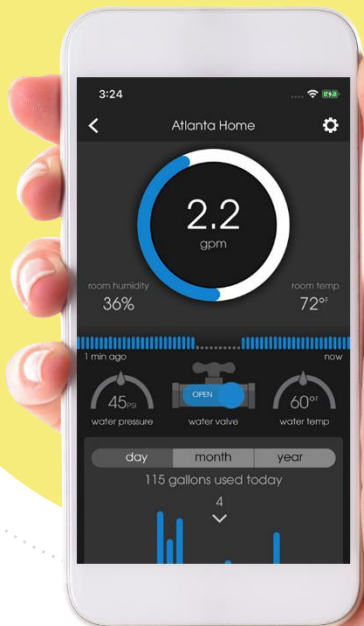 3:24
Atlanta Home
2.2
gpm
room humidity
36%
room temp
72°F
1 min ago
now
45PSI
water pressure
OPEN
water valve
60°F
water temp
day
month
year
115 gallons used today
4